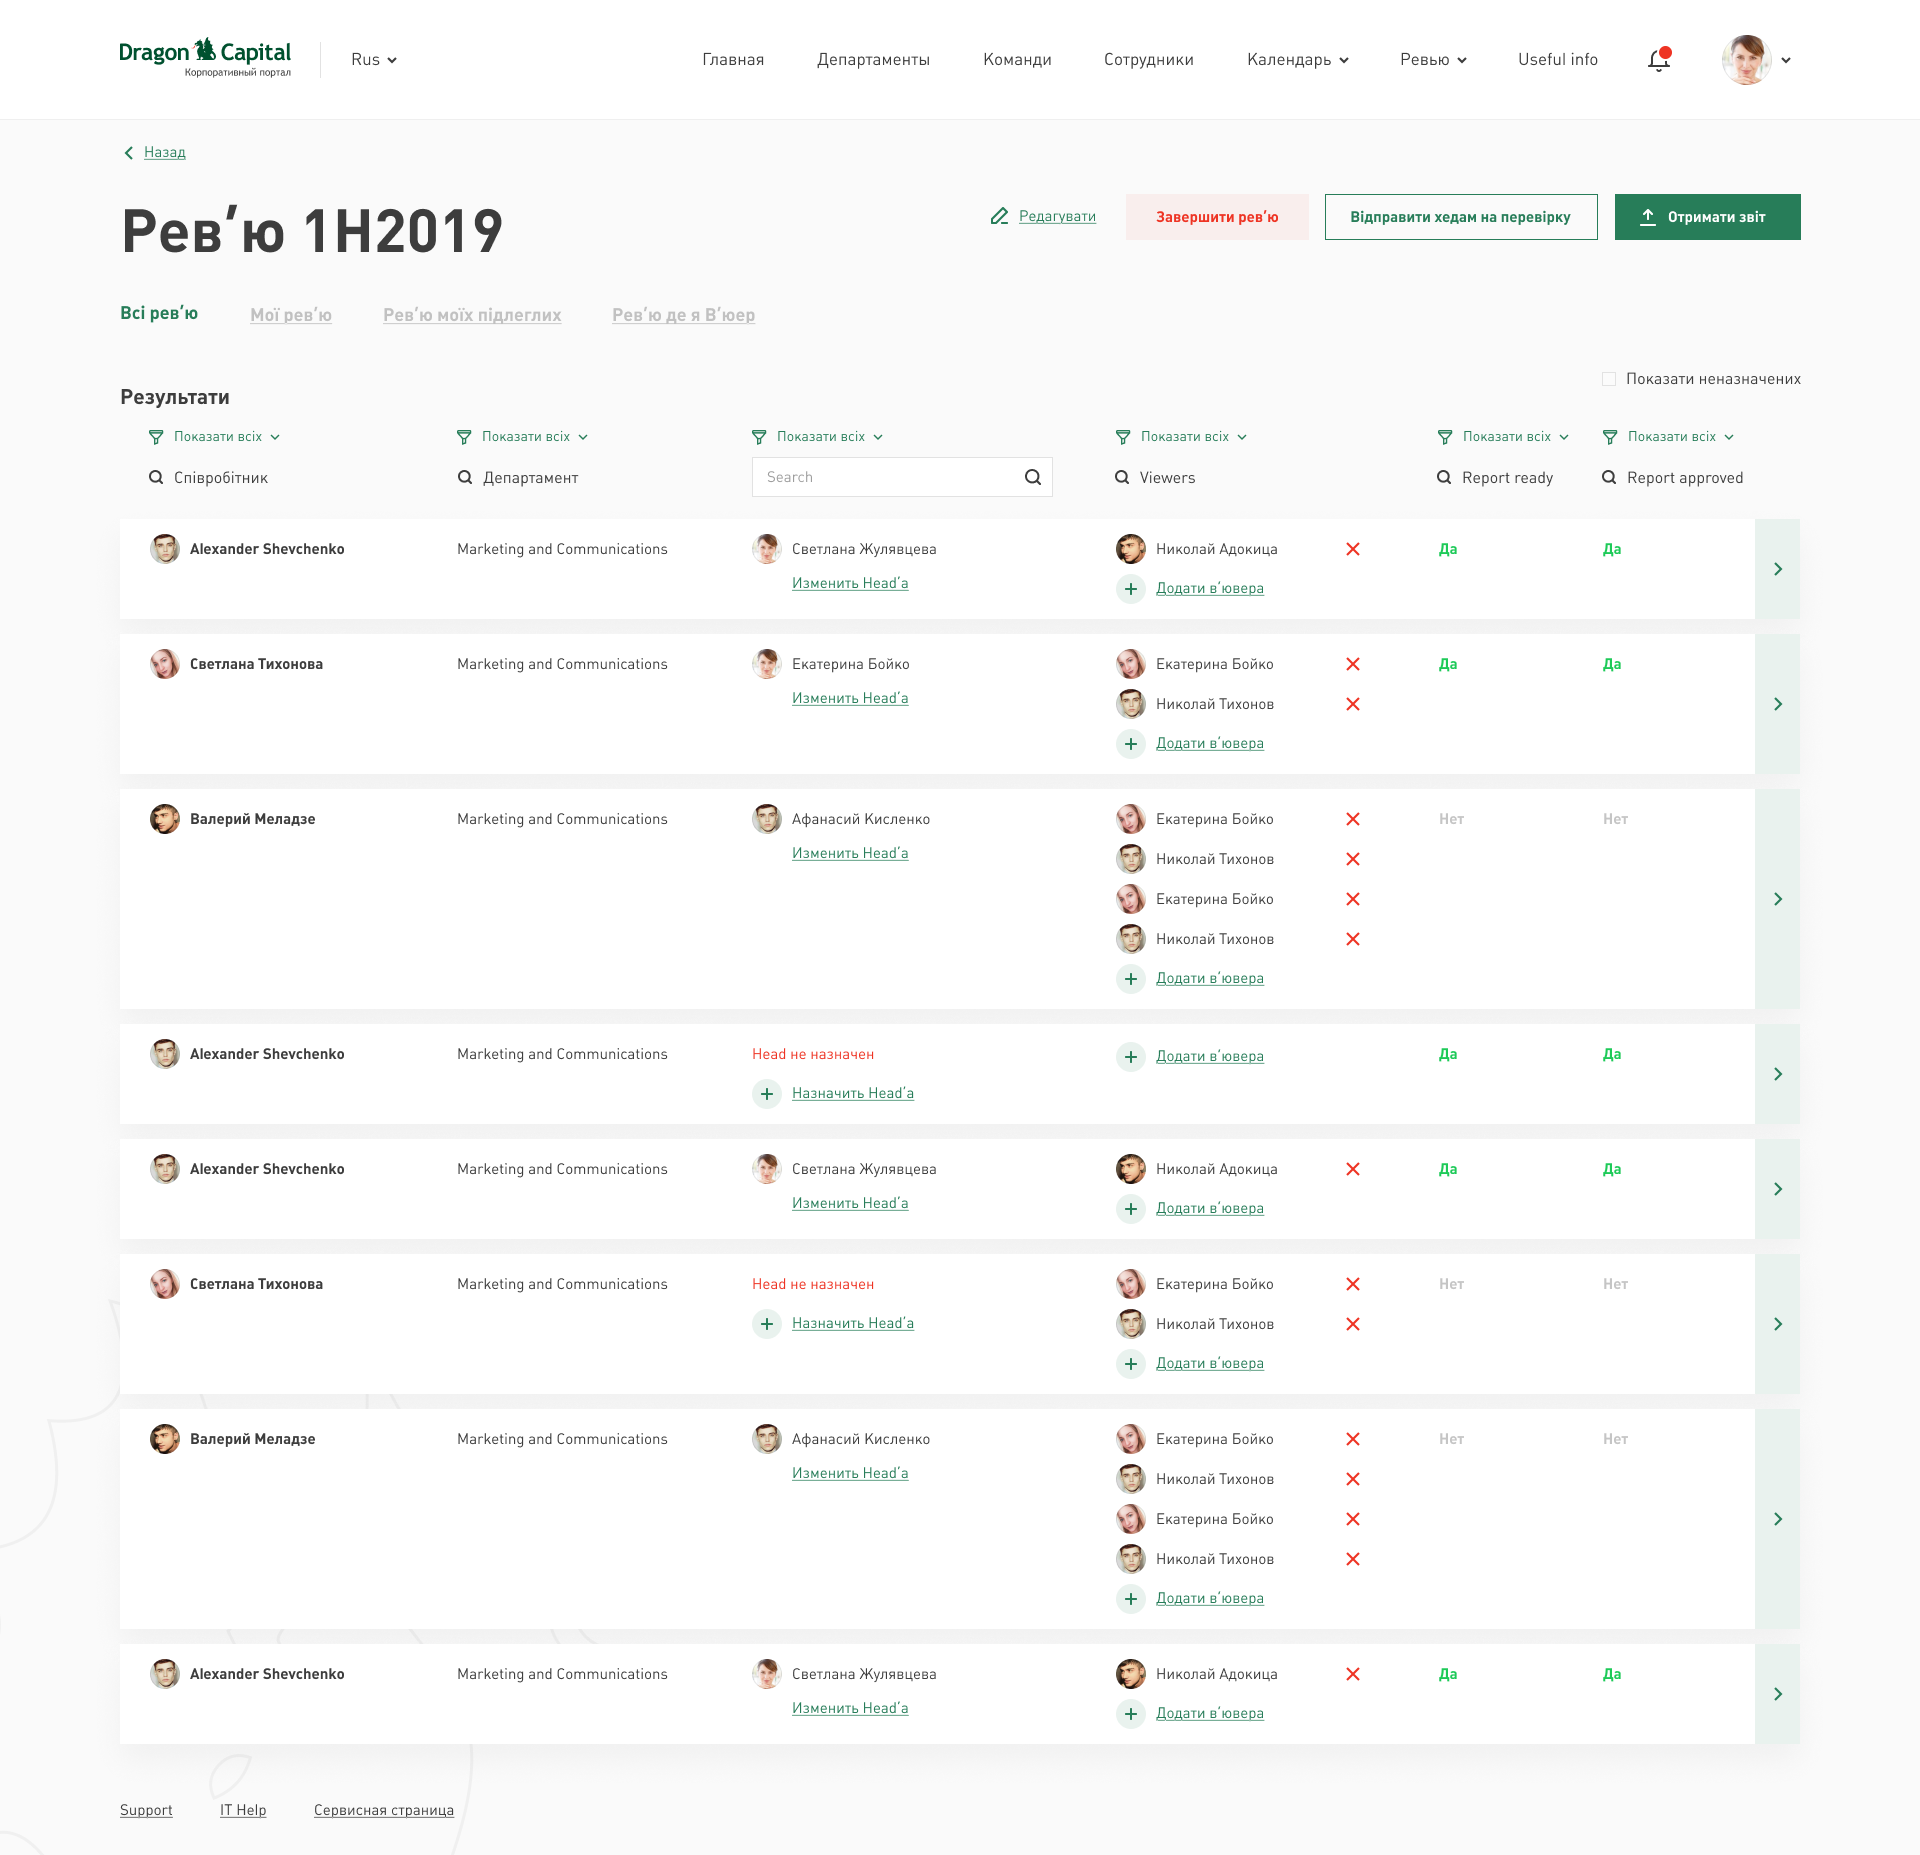 Dragon Capital
Корпоративный портал
Rus
Главная
Департаменты
Команди
Сотрудники
Календарь
Ревью
Useful info
Назад
Рев’ю 1H2019
Редагувати
Завершити рев’ю
Відправити хедам на перевірку
Отримати звіт
Всі рев’ю
Мої рев’ю
Рев’ю моїх підлеглих
Рев’ю де я В’юер
Результати
Показати неназначених
Показати всіх
Показати всіх
Показати всіх
Показати всіх
Показати всіх
Показати всіх
Співробітник
Департамент
Search
Viewers
Report ready
Report approved
Alexander Shevchenko
Marketing and Communications
Светлана Жулявцева
Николай Адокица
Да
Да
Изменить Head’a
Додати в’ювера
Светлана Тихонова
Marketing and Communications
Екатерина Бойко
Екатерина Бойко
Да
Да
Изменить Head’a
Николай Тихонов
Додати в’ювера
Валерий Меладзе
Marketing and Communications
Афанасий Кисленко
Екатерина Бойко
Нет
Нет
Изменить Head’a
Николай Тихонов
Екатерина Бойко
Николай Тихонов
Додати в’ювера
Alexander Shevchenko
Marketing and Communications
Head не назначен
Додати в’ювера
Да
Да
Назначить Head’a
Alexander Shevchenko
Marketing and Communications
Светлана Жулявцева
Николай Адокица
Да
Да
Изменить Head’a
Додати в’ювера
Светлана Тихонова
Marketing and Communications
Head не назначен
Екатерина Бойко
Нет
Нет
Назначить Head’a
Николай Тихонов
Додати в’ювера
Валерий Меладзе
Marketing and Communications
Афанасий Кисленко
Екатерина Бойко
Нет
Нет
Изменить Head’a
Николай Тихонов
Екатерина Бойко
Николай Тихонов
Додати в’ювера
Alexander Shevchenko
Marketing and Communications
Светлана Жулявцева
Николай Адокица
Да
Да
Изменить Head’a
Додати в’ювера
Support
IT Help
Сервисная страница